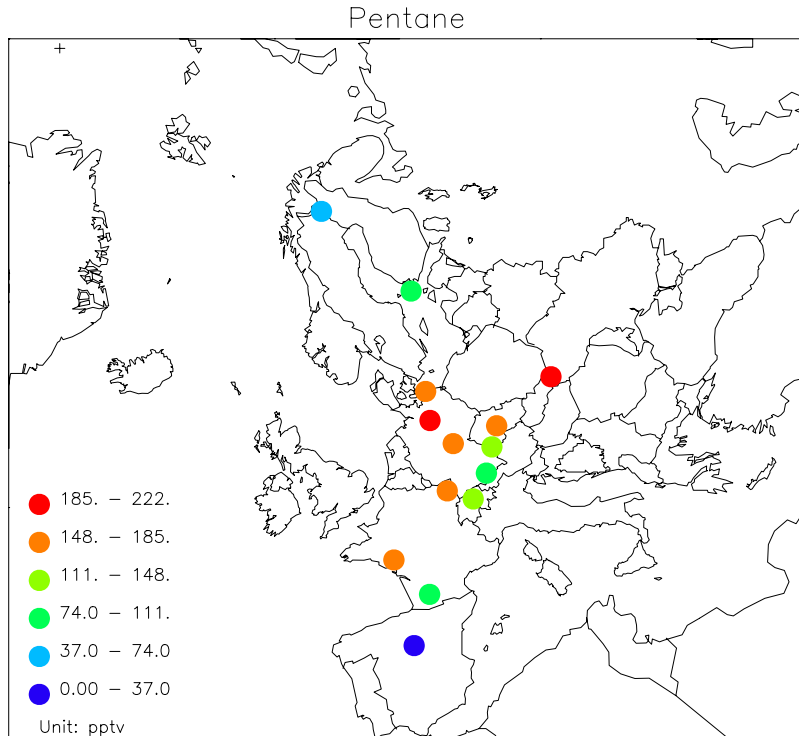 Pentane
185. – 222.
148. – 185.
111. – 148.
74.0 – 111.
37.0 – 74.0
0.00 – 37.0
Unit: pptv